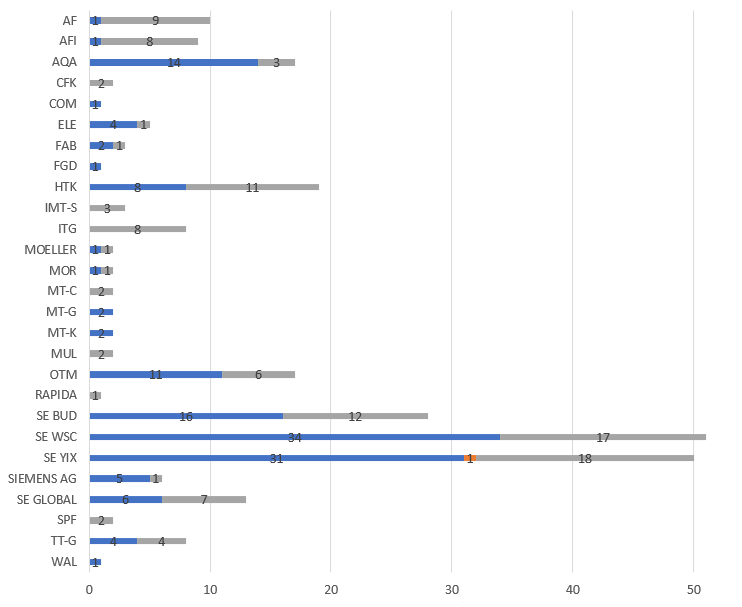 AF 1 9
AFI 1 8
AQA 14 3
CFK 2
COM 1
ELE 4 1
FAB 2 1
FGD 1
HTK 8 11
IMT-S 3
ITG 8
MOELLER 1 1
MOR 1 1
MT-C 2
MT-G 2
MT-K 2
MUL 2
OTM 11 6
RAPIDA 1
SE BUD 16 12
SE WSC 34 17
SE YIX 31 1 18
SIEMENS AG 5 1
SE GLOBAL 6 7
SPF 2
TT-G 4 4
WAL 1
0 10 20 30 40 50